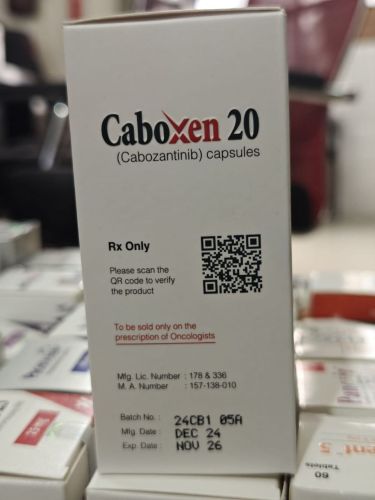 Caboxen 20
(Cabozantinib) capsules
Rx Only
Please scan the
QR code to verify
the product
To be sold only on the
prescription of Oncologists
Mfg. Lic. Number : 178 & 336
M. A. Number : 157-138-010
Batch No. : 24CB1 05A
Mfg. Date : DEC 24
Exp. Date : NOV 26
60
Tablets